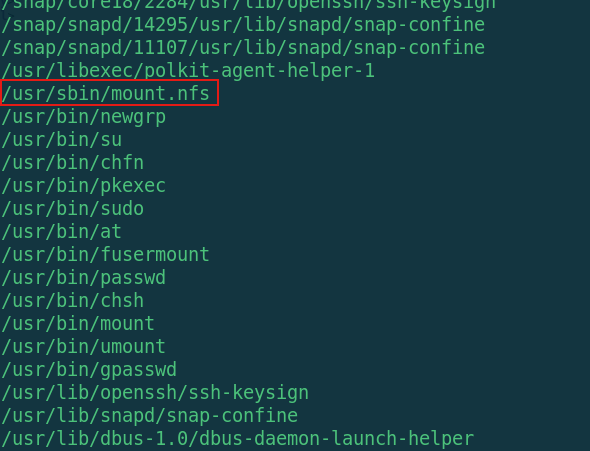 /snap/core18/2284/usr/lib/openssh/ssh-keysign
/snap/snapd/14295/usr/lib/snapd/snap-confine
/snap/snapd/11107/usr/lib/snapd/snap-confine
/usr/libexec/polkit-agent-helper-1
/usr/sbin/mount.nfs
/usr/bin/newgrp
/usr/bin/su
/usr/bin/chfn
/usr/bin/pkexec
/usr/bin/sudo
/usr/bin/at
/usr/bin/fusermount
/usr/bin/passwd
/usr/bin/chsh
/usr/bin/mount
/usr/bin/umount
/usr/bin/gpasswd
/usr/lib/openssh/ssh-keysign
/usr/lib/snapd/snap-confine
/usr/lib/dbus-1.0/dbus-daemon-launch-helper